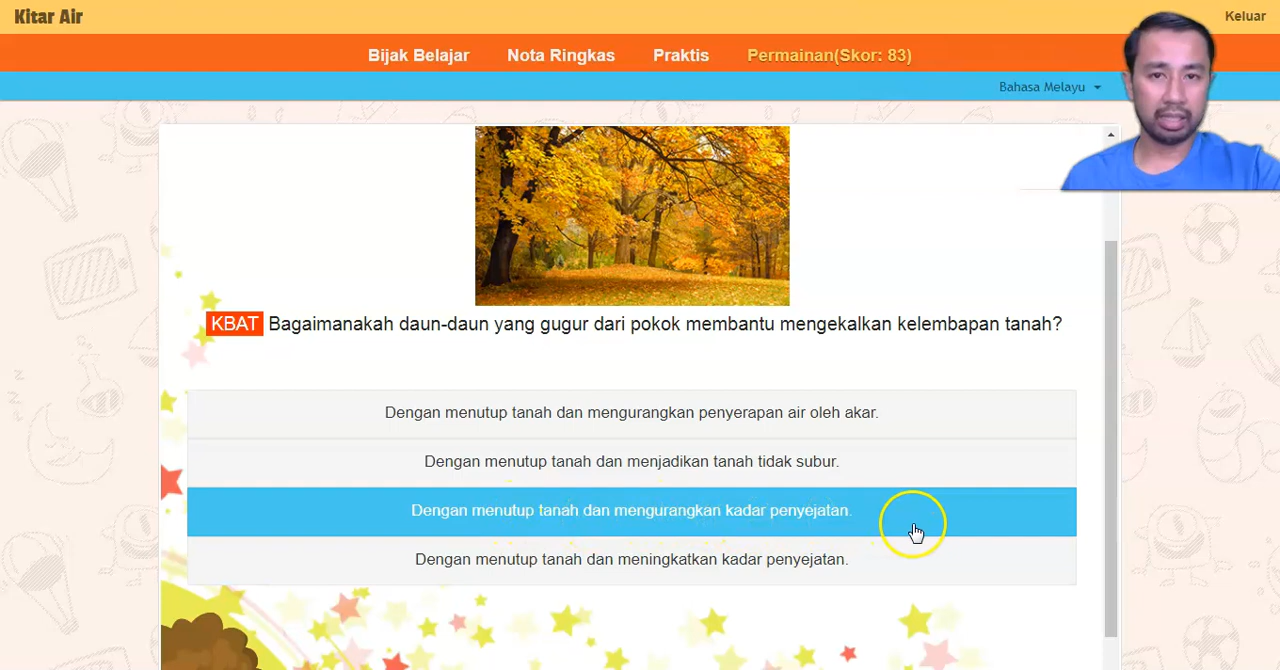 Kitar Air
Keluar
Bijak Belajar
Nota Ringkas
Praktis
Permainan(Skor: 83)
Bahasa Melayu
KBAT Bagaimanakah daun-daun yang gugur dari pokok membantu mengekalkan kelembapan tanah?
Dengan menutup tanah dan mengurangkan penyerapan air oleh akar.
Dengan menutup tanah dan menjadikan tanah tidak subur.
Dengan menutup tanah dan mengurangkan kadar penyejatan.
Dengan menutup tanah dan meningkatkan kadar penyejatan.